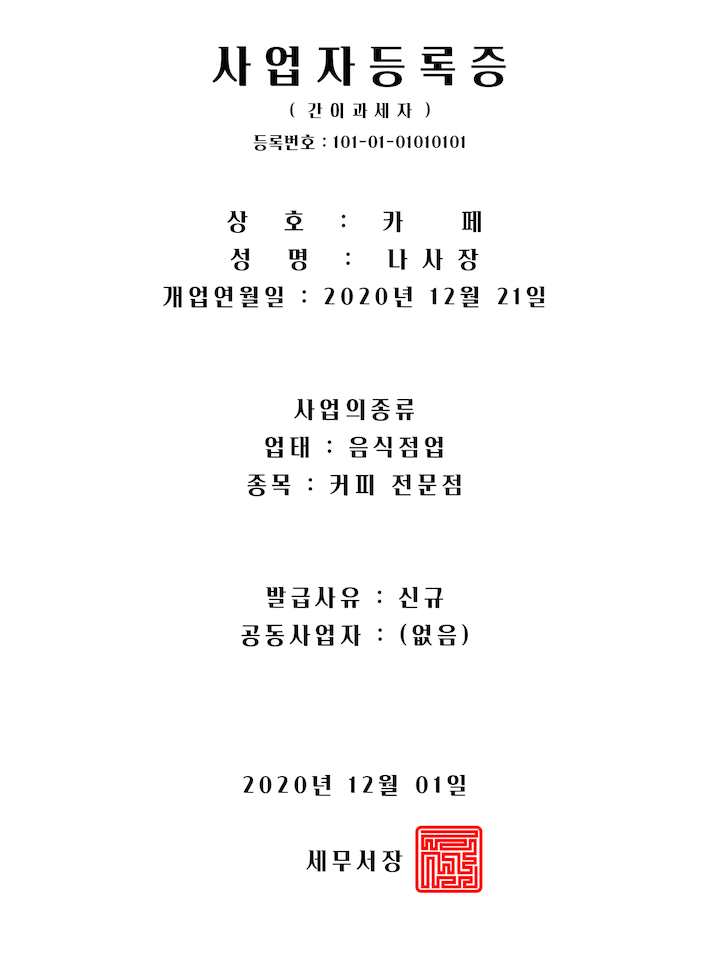 사업자등록증
( 간이과세자 )
등록번호 : 101-01-01010101
상 호 : 카 페
성 명 : 나 사 장
개업연월일 : 2020년 12월 21일
사업의종류
업태 : 음식점업
종목 : 커피 전문점
발급사유 : 신규
공동사업자 : (없음)
2020년 12월 01일
세무서장